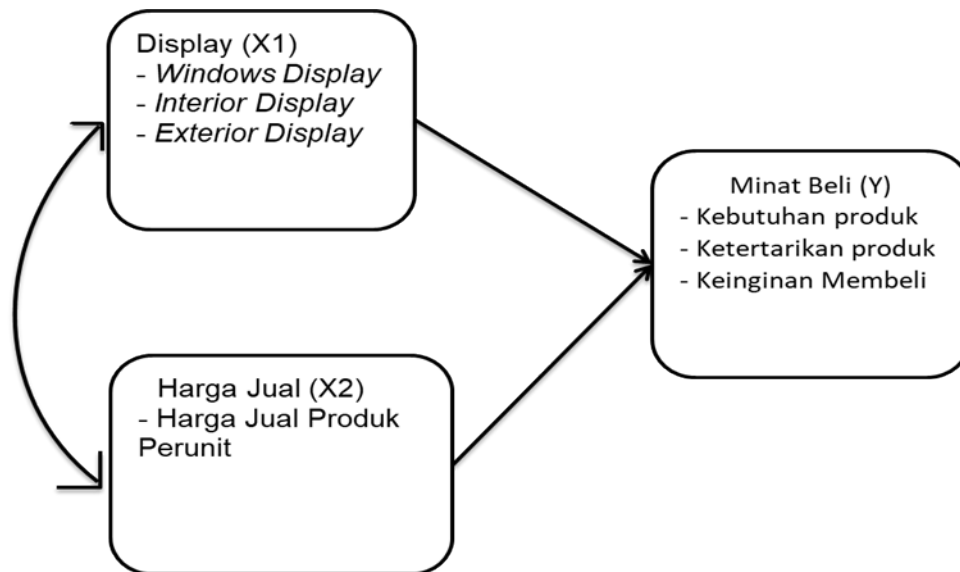 Display (X1)
- Windows Display
- Interior Display
- Exterior Display
Minat Beli (Y)
- Kebutuhan produk
- Ketertarikan produk
- Keinginan Membeli
Harga Jual (X2)
- Harga Jual Produk
Perunit